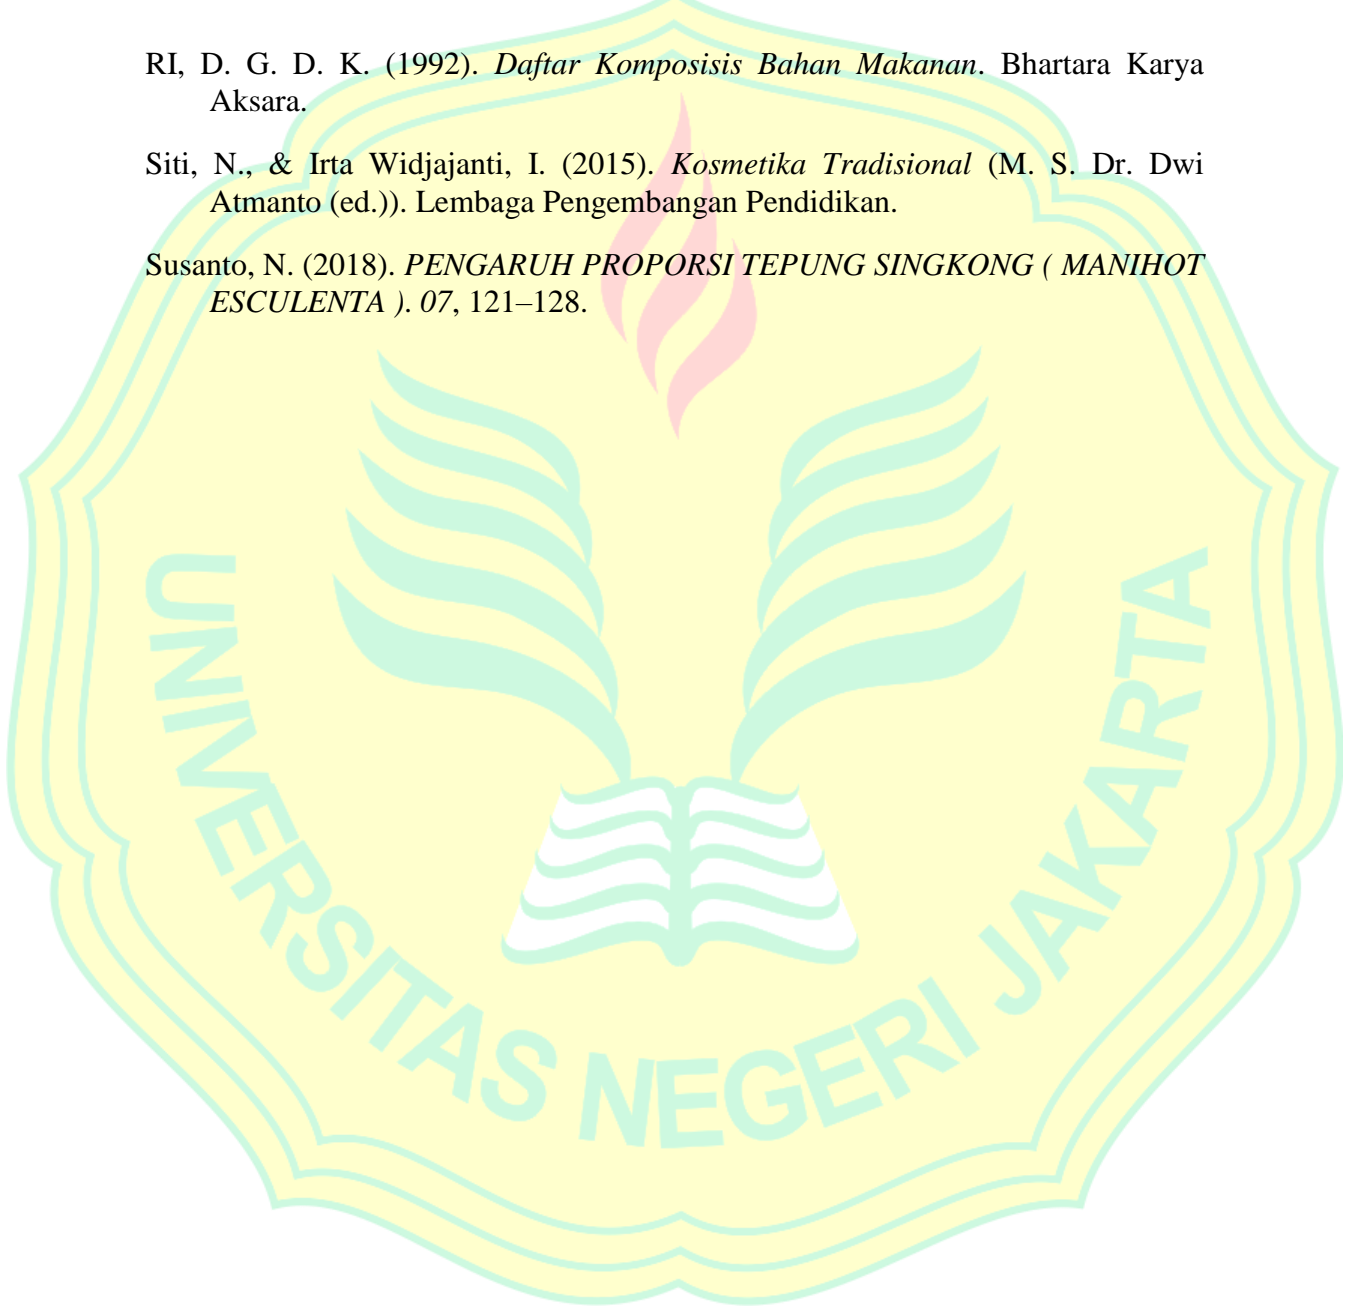 RI, D. G. D. K. (1992). Daftar Komposisis Bahan Makanan. Bhartara Karya
Aksara.
Siti, N., & Irta Widjajanti, I. (2015). Kosmetika Tradisional (M. S. Dr. Dwi
Atmanto (ed.)). Lembaga Pengembangan Pendidikan.
Susanto, N. (2018). PENGARUH PROPORSI TEPUNG SINGKONG ( MANIHOT
ESCULENTA ). 07, 121–128.
UNIVERSITAS NEGERI JAKARTA